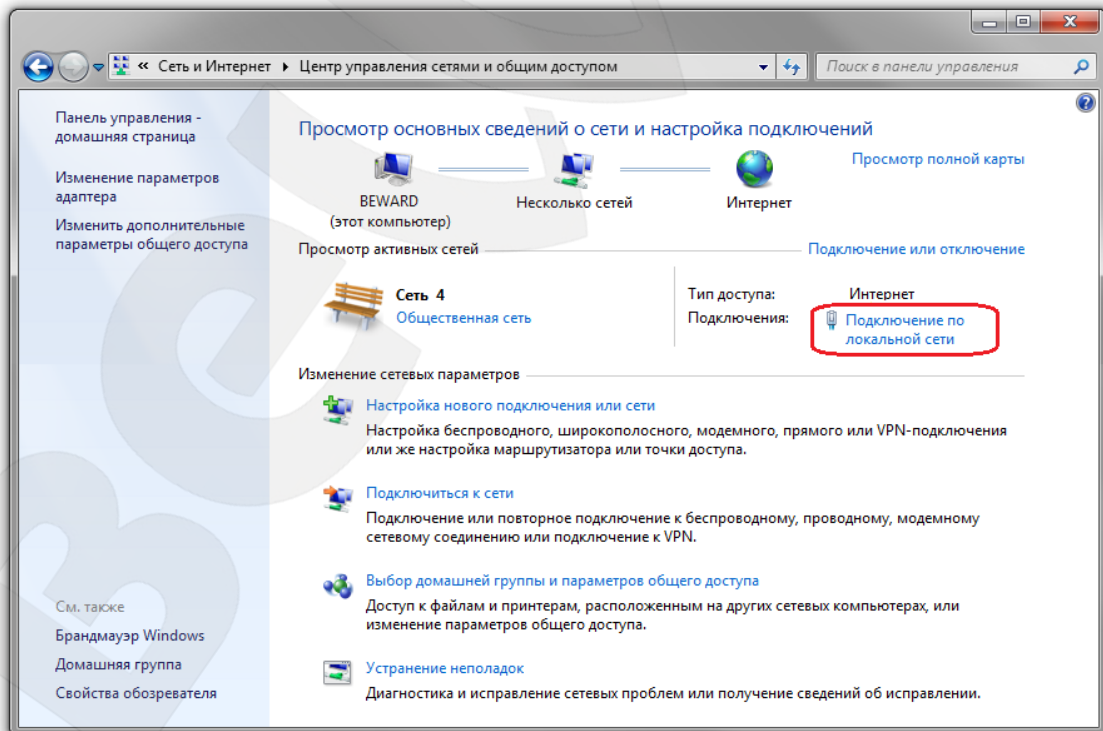 « Сеть и Интернет ▸ Центр управления сетями и общим доступом
Поиск в панели управления
Панель управления -
домашняя страница
Изменение параметров
адаптера
Изменить дополнительные
параметры общего доступа
См. также
Брандмауэр Windows
Домашняя группа
Свойства обозревателя
Просмотр основных сведений о сети и настройка подключений
Просмотр полной карты
BEWARD
(этот компьютер)
Несколько сетей
Интернет
Просмотр активных сетей
Подключение или отключение
Сеть 4
Общественная сеть
Тип доступа: Интернет
Подключения: Подключение по
локальной сети
Изменение сетевых параметров
Настройка нового подключения или сети
Настройка беспроводного, широкополосного, модемного, прямого или VPN-подключения
или же настройка маршрутизатора или точки доступа.
Подключиться к сети
Подключение или повторное подключение к беспроводному, проводному, модемному
сетевому соединению или подключение к VPN.
Выбор домашней группы и параметров общего доступа
Доступ к файлам и принтерам, расположенным на других сетевых компьютерах, или
изменение параметров общего доступа.
Устранение неполадок
Диагностика и исправление сетевых проблем или получение сведений об исправлении.